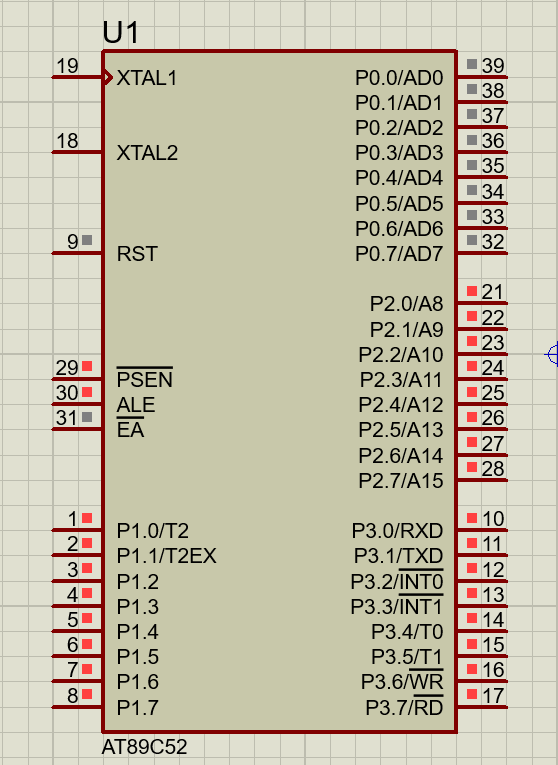 U1
19 XTAL1 P0.0/AD0 39
P0.1/AD1 38
P0.2/AD2 37
18 XTAL2 P0.3/AD3 36
P0.4/AD4 35
P0.5/AD5 34
P0.6/AD6 33
9 RST P0.7/AD7 32
P2.0/A8 21
P2.1/A9 22
P2.2/A10 23
29 PSEN P2.3/A11 24
30 ALE P2.4/A12 25
31 EA P2.5/A13 26
P2.6/A14 27
P2.7/A15 28
1 P1.0/T2 P3.0/RXD 10
2 P1.1/T2EX P3.1/TXD 11
3 P1.2 P3.2/INT0 12
4 P1.3 P3.3/INT1 13
5 P1.4 P3.4/T0 14
6 P1.5 P3.5/T1 15
7 P1.6 P3.6/WR 16
8 P1.7 P3.7/RD 17
AT89C52